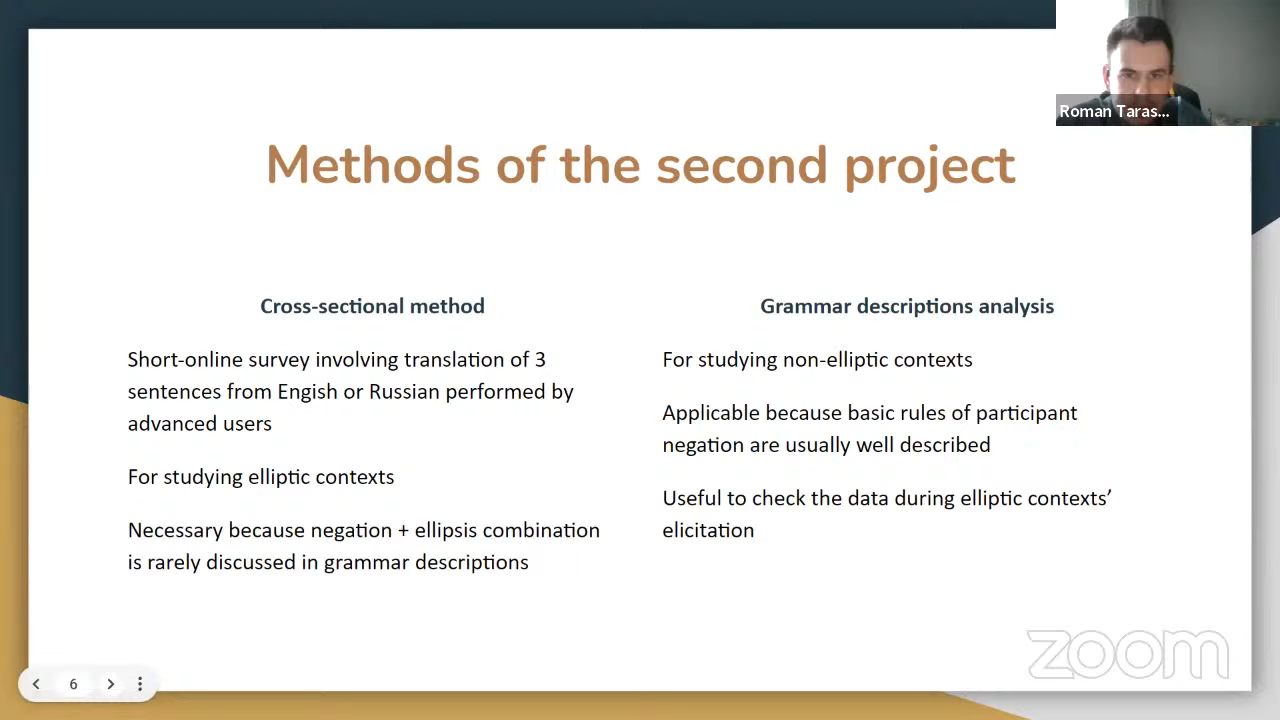 Roman Taras...
Methods of the second project
Cross-sectional method
Short-online survey involving translation of 3
sentences from Engish or Russian performed by
advanced users
For studying elliptic contexts
Necessary because negation + ellipsis combination
is rarely discussed in grammar descriptions
Grammar descriptions analysis
For studying non-elliptic contexts
Applicable because basic rules of participant
negation are usually well described
Useful to check the data during elliptic contexts’
elicitation
zoom
6